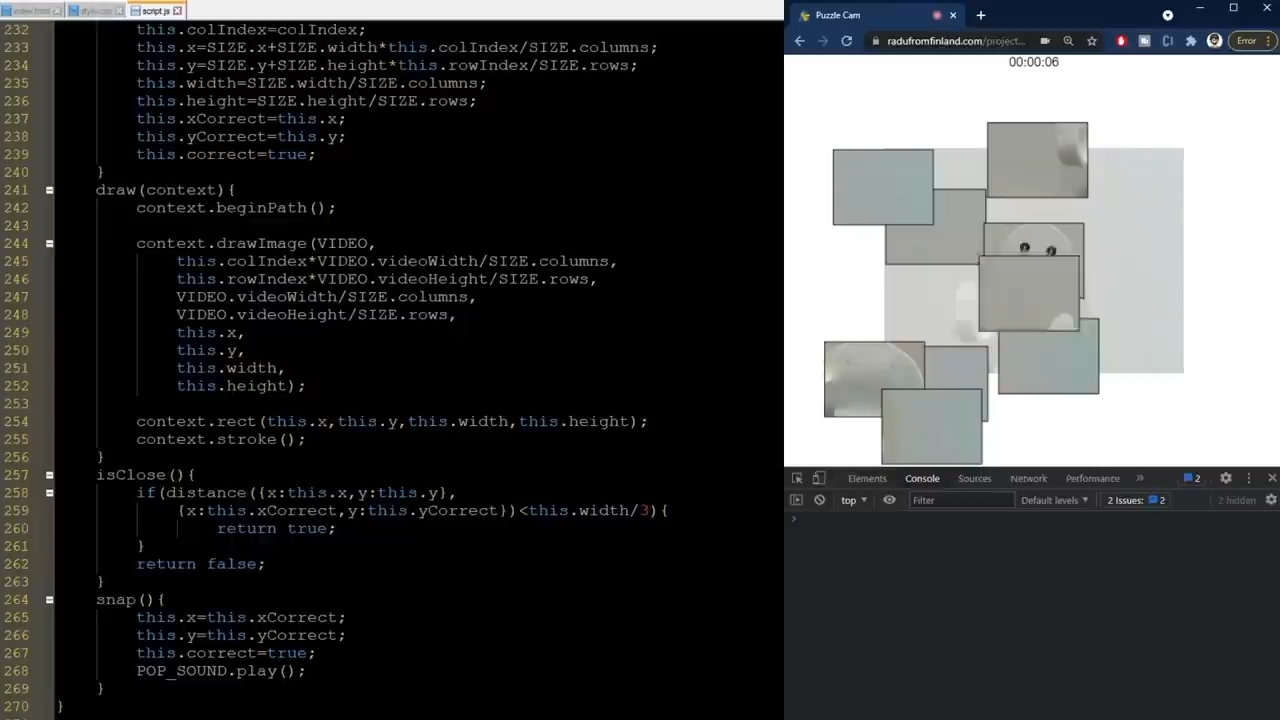 index.html
style.css
script.js
232 this.colIndex=colIndex;
233 this.x=SIZE.x+SIZE.width*this.colIndex/SIZE.columns;
234 this.y=SIZE.y+SIZE.height*this.rowIndex/SIZE.rows;
235 this.width=SIZE.width/SIZE.columns;
236 this.height=SIZE.height/SIZE.rows;
237 this.xCorrect=this.x;
238 this.yCorrect=this.y;
239 this.correct=true;
240 }
241 draw(context){
242 context.beginPath();
243
244 context.drawImage(VIDEO,
245 this.colIndex*VIDEO.videoWidth/SIZE.columns,
246 this.rowIndex*VIDEO.videoHeight/SIZE.rows,
247 VIDEO.videoWidth/SIZE.columns,
248 VIDEO.videoHeight/SIZE.rows,
249 this.x,
250 this.y,
251 this.width,
252 this.height);
253
254 context.rect(this.x,this.y,this.width,this.height);
255 context.stroke();
256 }
257 isClose(){
258 if(distance({x:this.x,y:this.y},
259 {x:this.xCorrect,y:this.yCorrect})<this.width/3){
260 return true;
261 }
262 return false;
263 }
264 snap(){
265 this.x=this.xCorrect;
266 this.y=this.yCorrect;
267 this.correct=true;
268 POP_SOUND.play();
269 }
270 }
Puzzle Cam
radufromfinland.com/project...
Error
00:00:06
Elements Console Sources Network Performance » 2
top Filter Default levels 2 Issues: 2 2 hidden